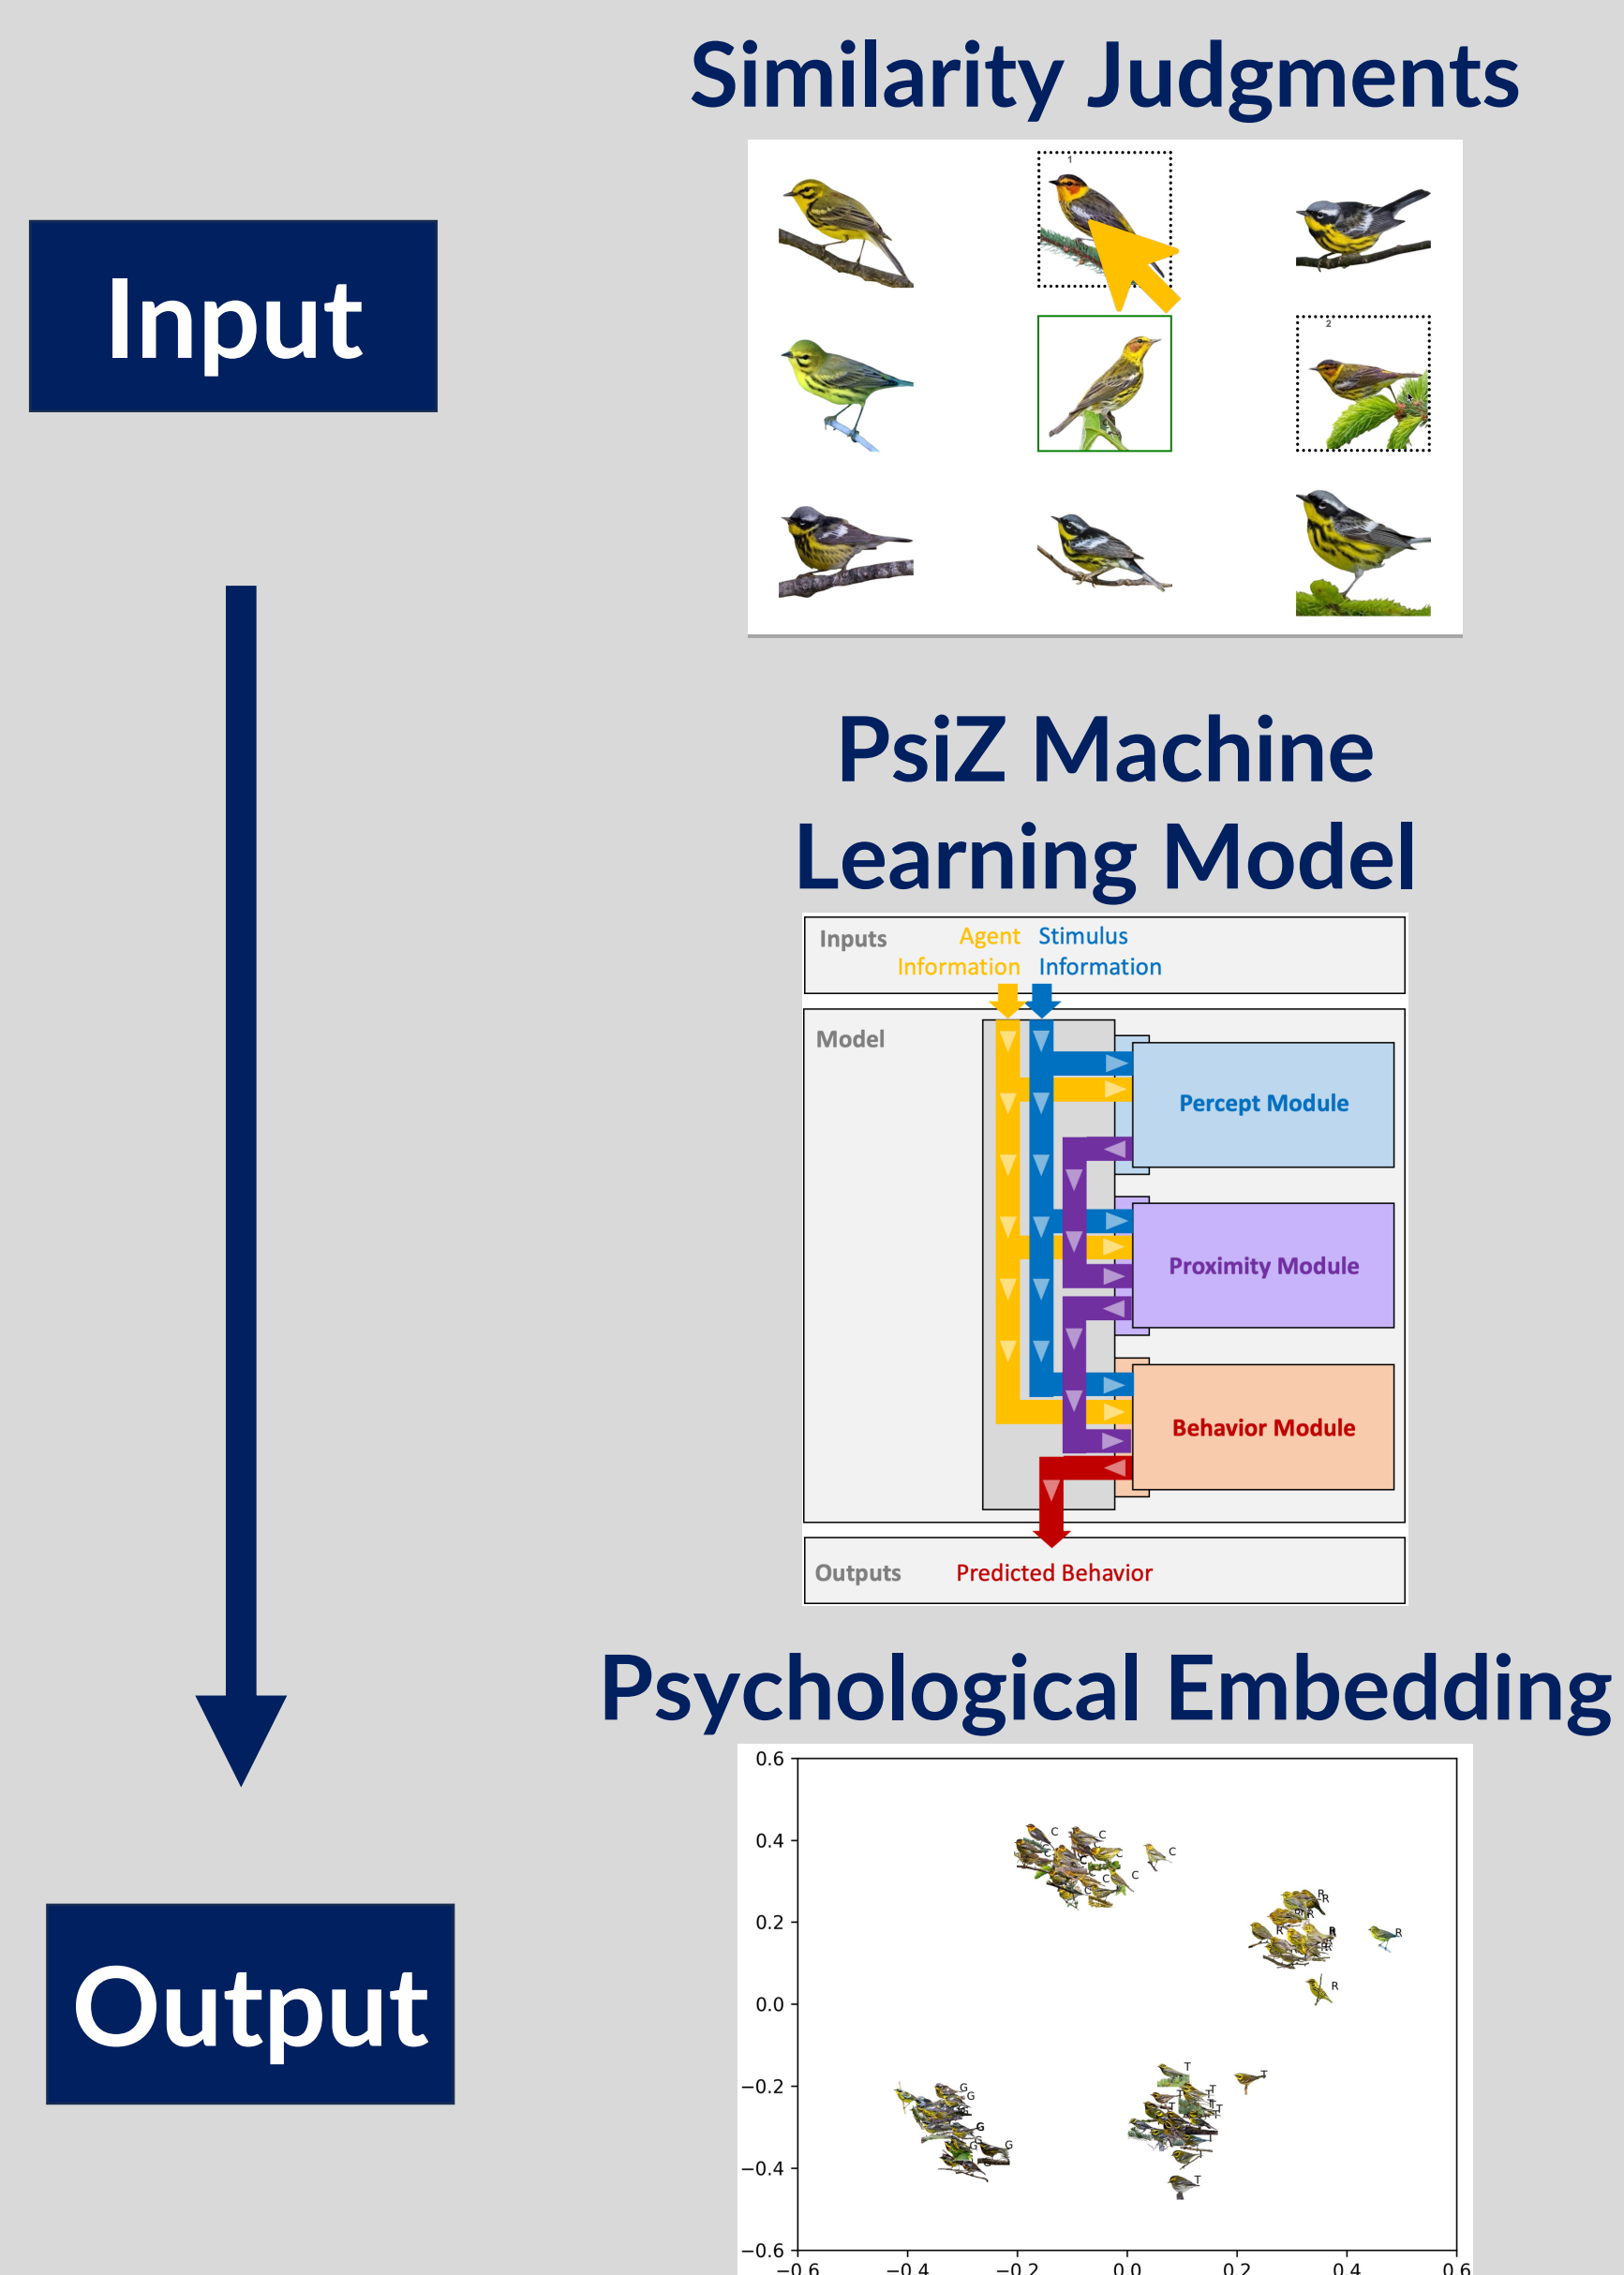 Similarity Judgments
1
Input
2
PsiZ Machine
Learning Model
Inputs
Agent
Information
Stimulus
Information
Model
Percept Module
Proximity Module
Behavior Module
Outputs
Predicted Behavior
Psychological Embedding
0.6
0.4
C
C
C
C
C
C
C
0.2
R
R
R
R
R
R
0.0
R
Output
−0.2
T
T
T
T
T
G
G
G
G
G
−0.4
T
−0.6
−0.6
−0.4
−0.2
0.0
0.2
0.4
0.6